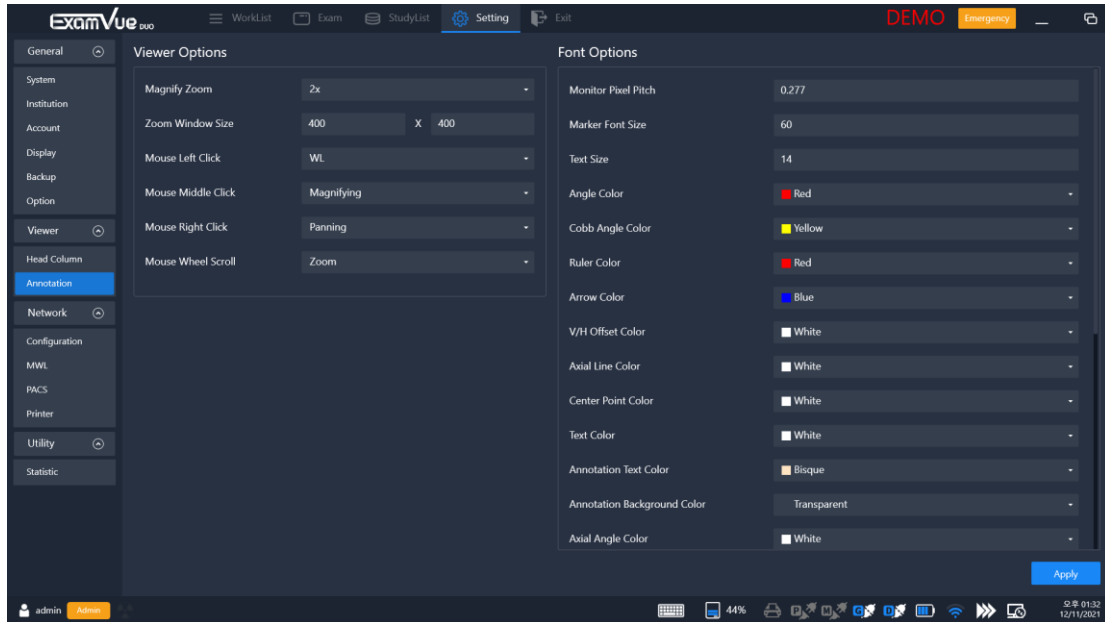 ExamVue DUO WorkList Exam StudyList Setting Exit DEMO Emergency
General
System
Institution
Account
Display
Backup
Option
Viewer
Head Column
Annotation
Network
Configuration
MWL
PACS
Printer
Utility
Statistic
Viewer Options
Magnify Zoom 2x
Zoom Window Size 400 X 400
Mouse Left Click WL
Mouse Middle Click Magnifying
Mouse Right Click Panning
Mouse Wheel Scroll Zoom
Font Options
Monitor Pixel Pitch 0.277
Marker Font Size 60
Text Size 14
Angle Color Red
Cobb Angle Color Yellow
Ruler Color Red
Arrow Color Blue
V/H Offset Color White
Axial Line Color White
Center Point Color White
Text Color White
Annotation Text Color Bisque
Annotation Background Color Transparent
Axial Angle Color White
Apply
admin Admin 44% P M G D 오후 01:32
12/11/2021